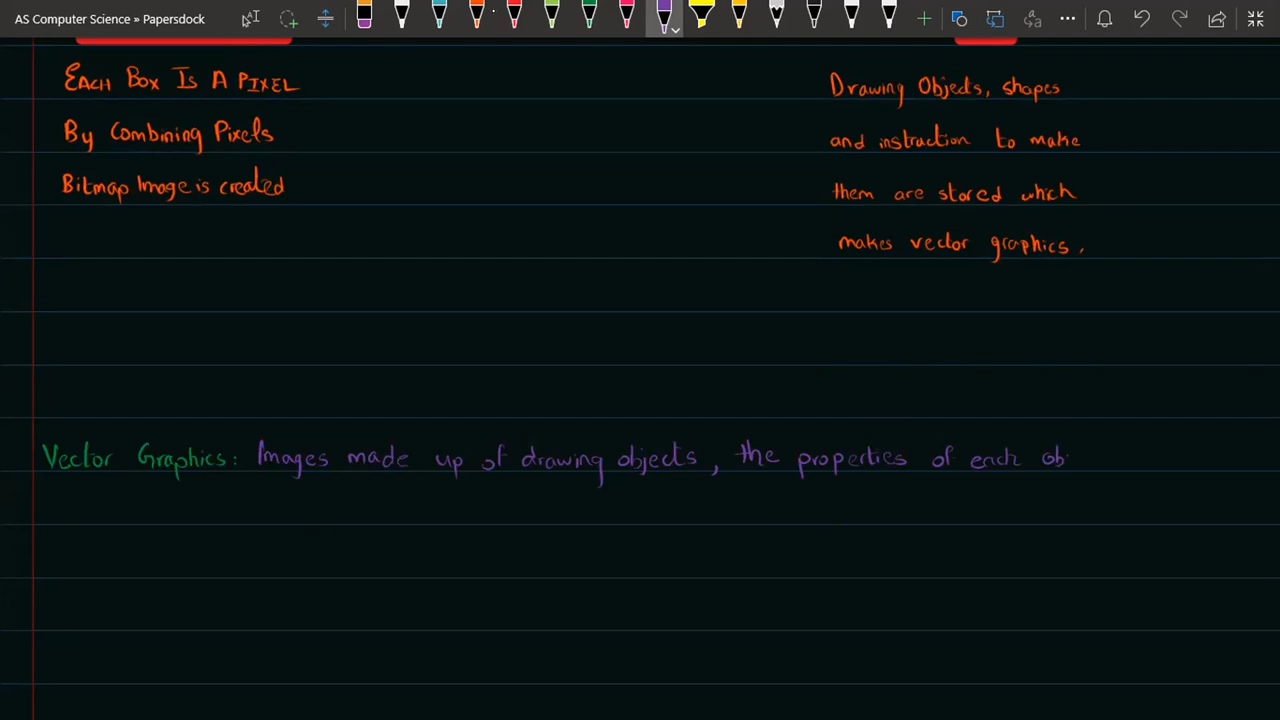 AS Computer Science » Papersdock
EACH BOX IS A PIXEL
By Combining Pixels
Bitmap Image is created
Drawing Objects, shapes
and instruction to make
them are stored which
makes vector graphics.
Vector Graphics: Images made up of drawing objects, the properties of each ob